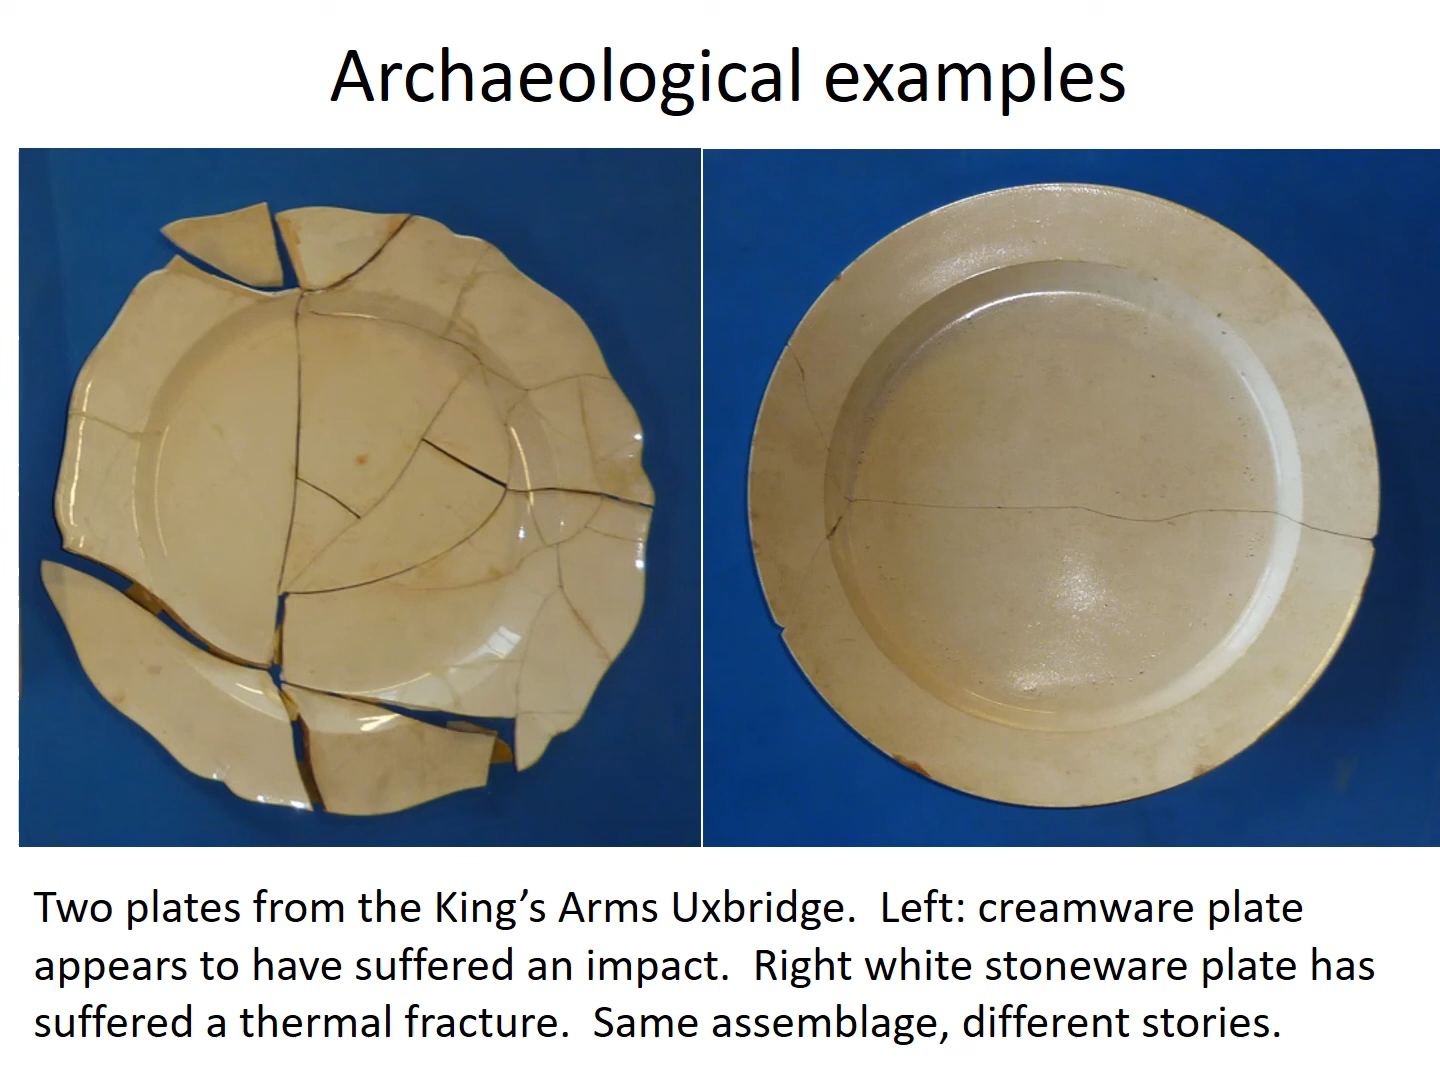 Archaeological examples
Two plates from the King’s Arms Uxbridge.  Left: creamware plate
appears to have suffered an impact.  Right white stoneware plate has
suffered a thermal fracture.  Same assemblage, different stories.